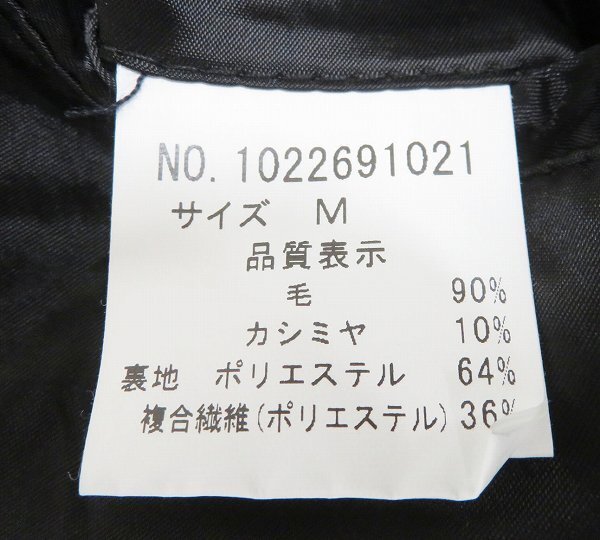 NO. 1022691021
サイズ M
品質表示
毛 90%
カシミヤ 10%
裏地 ポリエステル 64%
複合繊維(ポリエステル) 36%